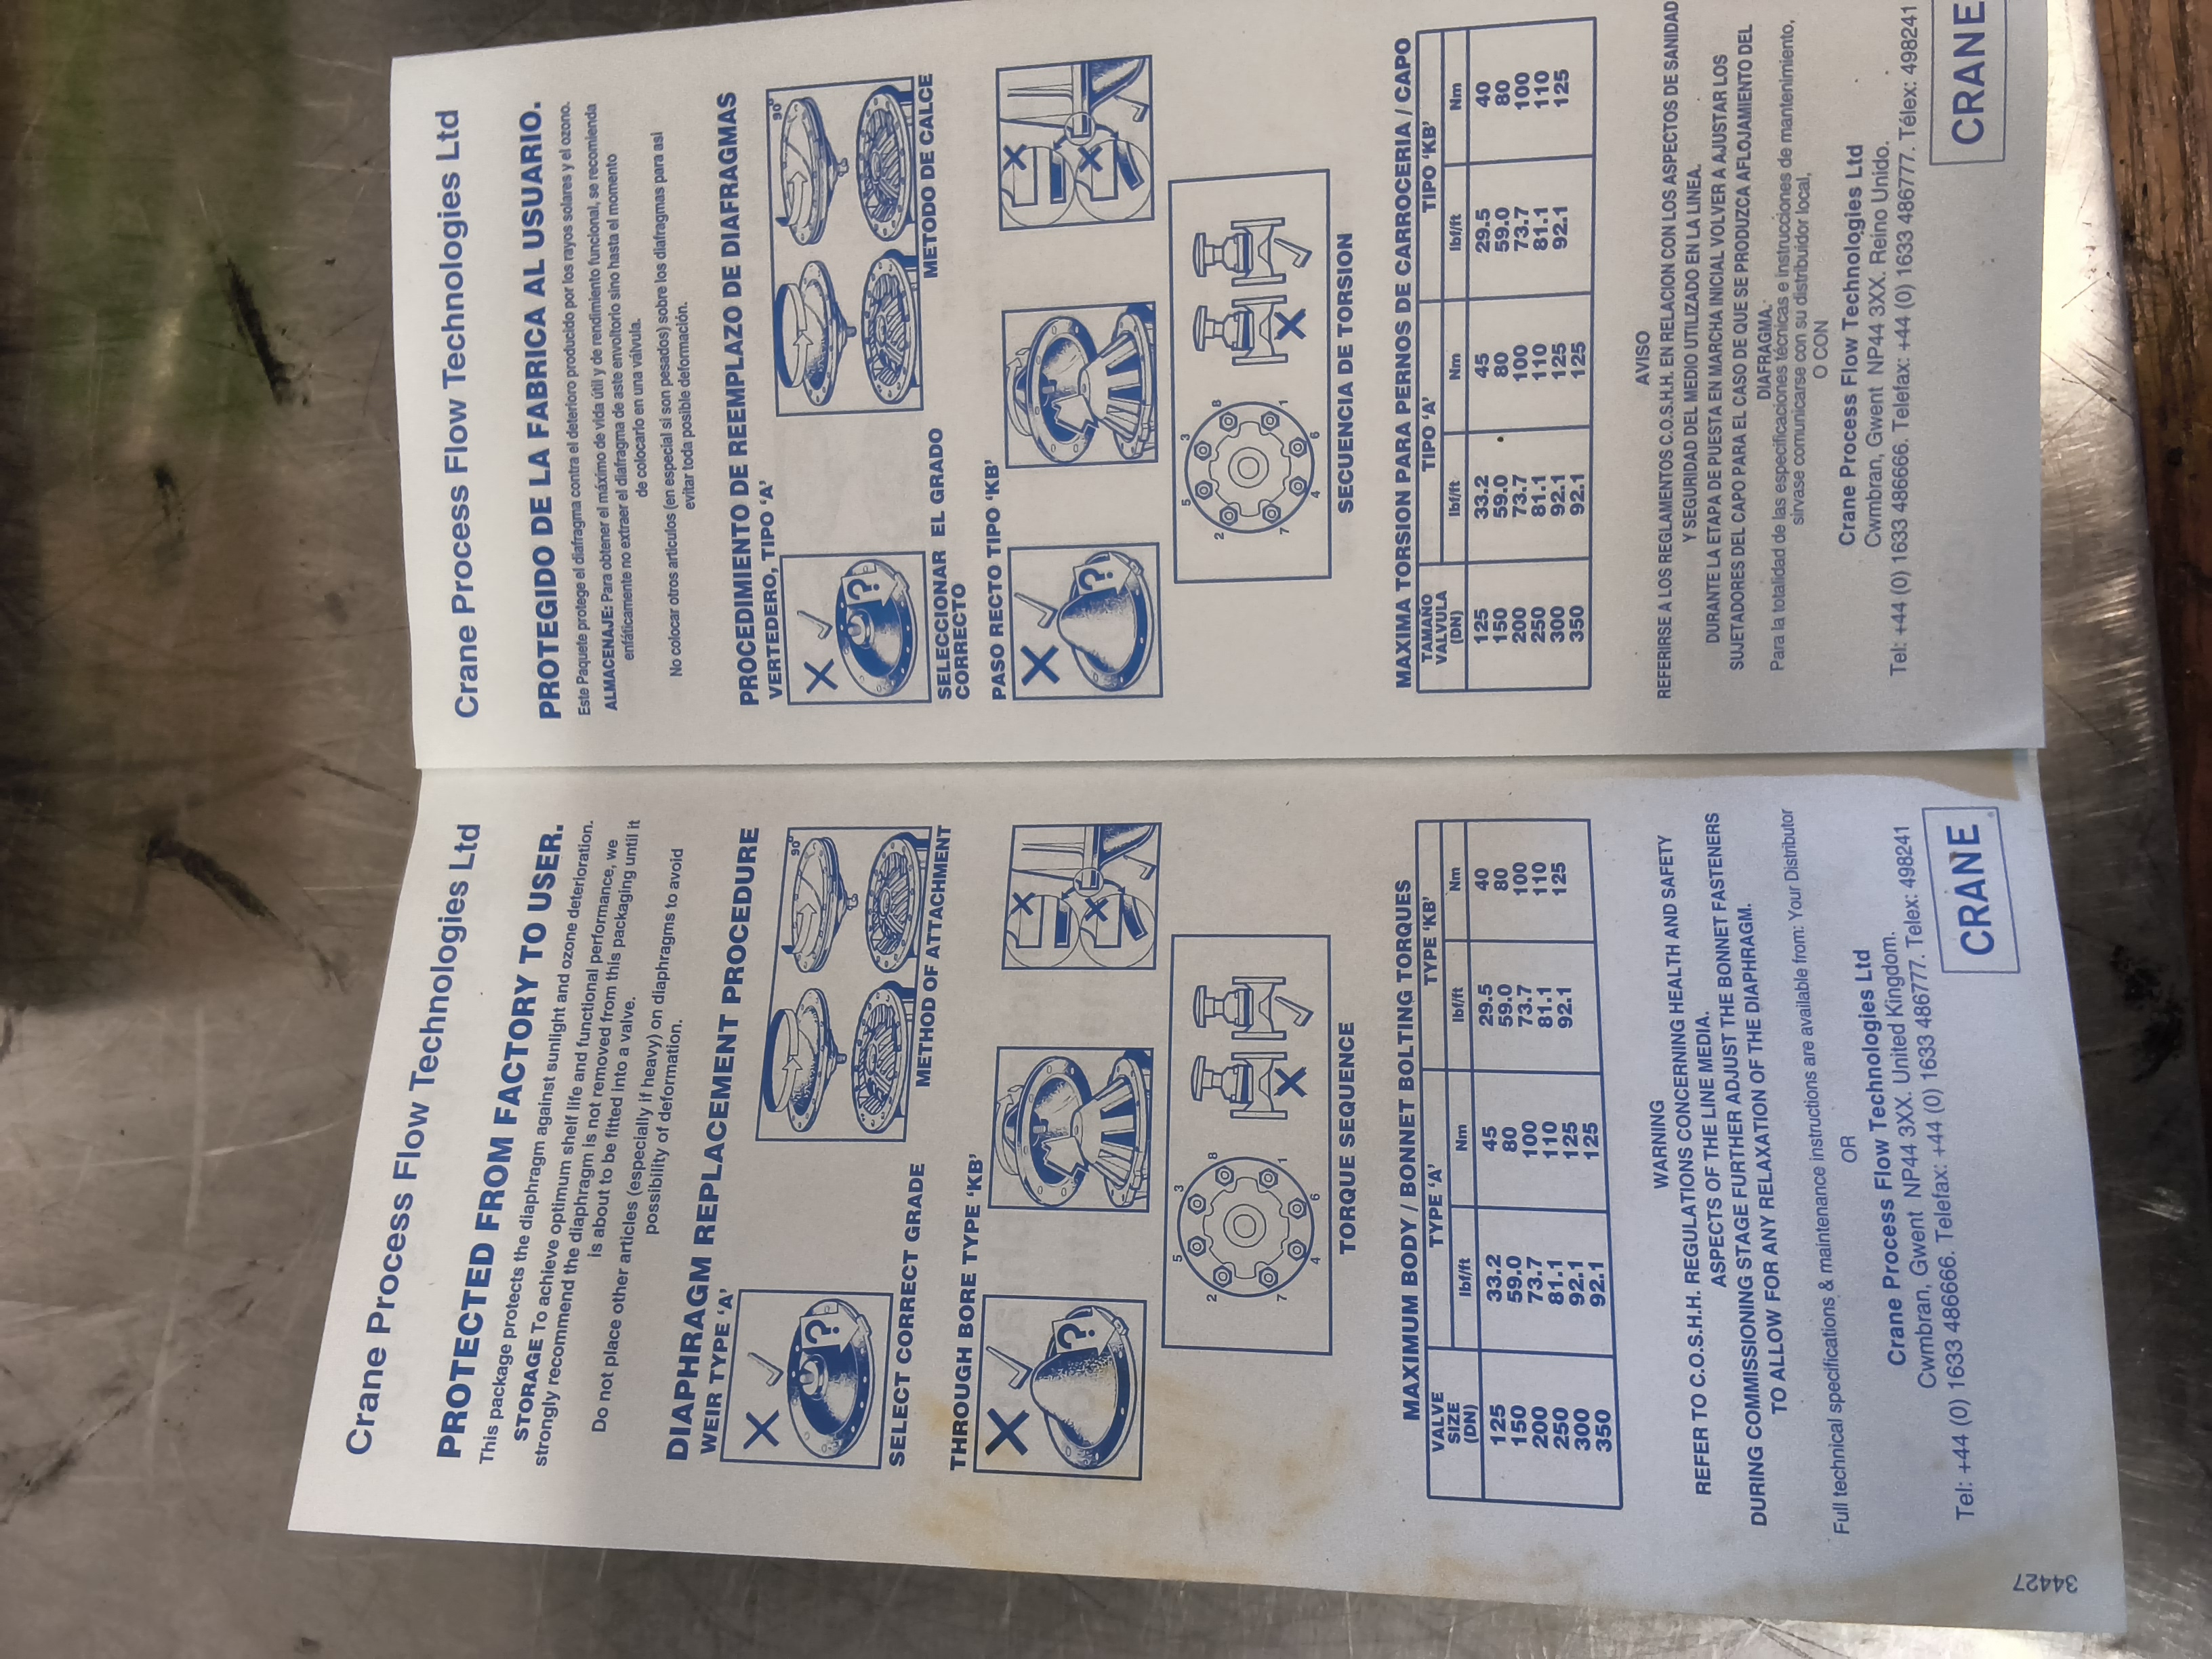 Crane Process Flow Technologies Ltd
PROTECTED FROM FACTORY TO USER.
This package protects the diaphragm against sunlight and ozone deterioration.
STORAGE To achieve optimum shelf life and functional performance, we
strongly recommend the diaphragm is not removed from this packaging until it
is about to be fitted into a valve.
Do not place other articles (especially if heavy) on diaphragms to avoid
possibility of deformation.
DIAPHRAGM REPLACEMENT PROCEDURE
WEIR TYPE 'A'
?
90°
SELECT CORRECT GRADE
METHOD OF ATTACHMENT
THROUGH BORE TYPE 'KB'
?
2 5 3 8
7 4 6 1
TORQUE SEQUENCE
MAXIMUM BODY / BONNET BOLTING TORQUES
VALVE SIZE (DN) TYPE 'A' TYPE 'KB'
lbf/ft Nm lbf/ft Nm
125 33.2 45 29.5 40
150 59.0 80 59.0 80
200 73.7 100 73.7 100
250 81.1 110 81.1 110
300 92.1 125 92.1 125
350 92.1 125
WARNING
REFER TO C.O.S.H.H. REGULATIONS CONCERNING HEALTH AND SAFETY
ASPECTS OF THE LINE MEDIA.
DURING COMMISSIONING STAGE FURTHER ADJUST THE BONNET FASTENERS
TO ALLOW FOR ANY RELAXATION OF THE DIAPHRAGM.
Full technical specifications & maintenance instructions are available from: Your Distributor
OR
Crane Process Flow Technologies Ltd
Cwmbran, Gwent NP44 3XX. United Kingdom.
Tel: +44 (0) 1633 486666. Telefax: +44 (0) 1633 486777. Telex: 498241
CRANE
34427
Crane Process Flow Technologies Ltd
PROTEGIDO DE LA FABRICA AL USUARIO.
Este Paquete protege el diafragma contra el deterioro producido por los rayos solares y el ozono.
ALMACENAJE: Para obtener el máximo de vida útil y de rendimiento funcional, se recomienda
enfáticamente no extraer el diafragma de aste envoltorio sino hasta el momento
de colocarlo en una válvula.
No colocar otros articulos (en especial si son pesados) sobre los diafragmas para asi
evitar toda posible deformación.
PROCEDIMIENTO DE REEMPLAZO DE DIAFRAGMAS
VERTEDERO, TIPO 'A'
?
90°
SELECCIONAR EL GRADO
CORRECTO
METODO DE CALCE
PASO RECTO TIPO 'KB'
?
2 5 3 8
7 4 6 1
SECUENCIA DE TORSION
MAXIMA TORSION PARA PERNOS DE CARROCERIA / CAPO
TAMAÑO VALVULA (DN) TIPO 'A' TIPO 'KB'
lbf/ft Nm lbf/ft Nm
125 33.2 45 29.5 40
150 59.0 80 59.0 80
200 73.7 100 73.7 100
250 81.1 110 81.1 110
300 92.1 125 92.1 125
350 92.1 125
AVISO
REFERIRSE A LOS REGLAMENTOS C.O.S.H.H. EN RELACION CON LOS ASPECTOS DE SANIDAD
Y SEGURIDAD DEL MEDIO UTILIZADO EN LA LINEA.
DURANTE LA ETAPA DE PUESTA EN MARCHA INICIAL VOLVER A AJUSTAR LOS
SUJETADORES DEL CAPO PARA EL CASO DE QUE SE PRODUZCA AFLOJAMIENTO DEL
DIAFRAGMA.
Para la totalidad de las especificaciones técnicas e instrucciones de mantenimiento,
sirvase comunicarse con su distribuidor local,
O CON
Crane Process Flow Technologies Ltd
Cwmbran, Gwent NP44 3XX. Reino Unido.
Tel: +44 (0) 1633 486666. Telefax: +44 (0) 1633 486777. Télex: 498241
CRANE